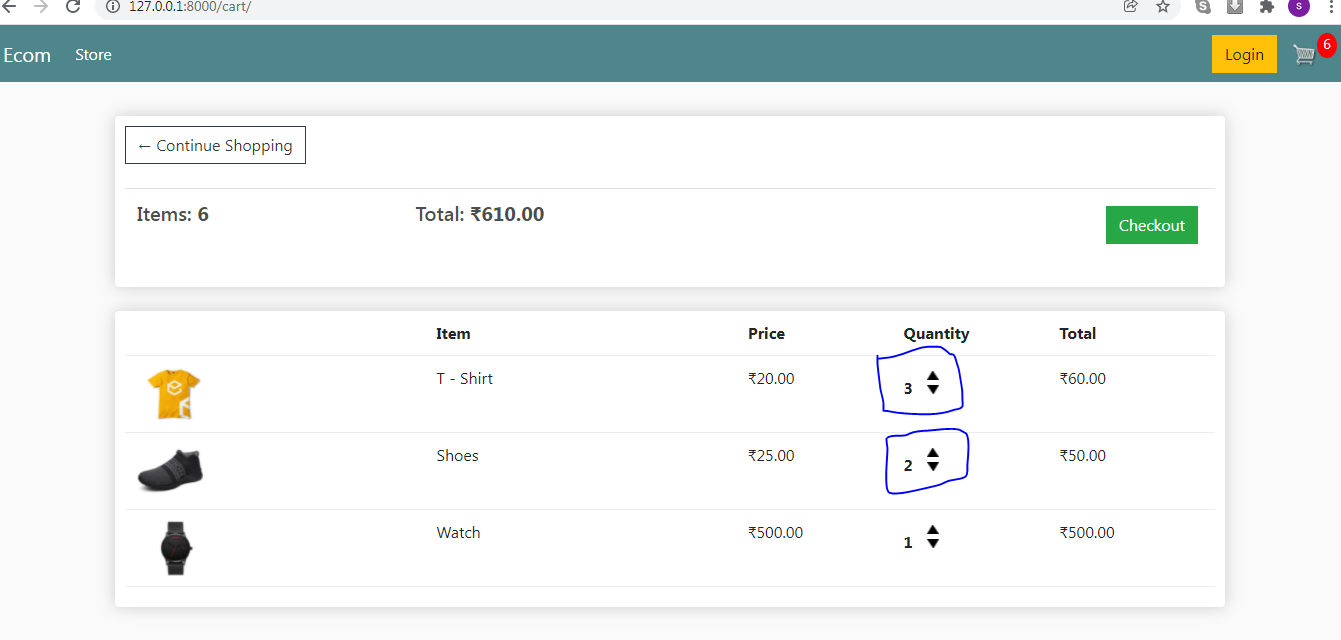 127.0.0.1:8000/cart/
s
Ecom Store Login 6
← Continue Shopping
Items: 6 Total: ₹610.00 Checkout
Item Price Quantity Total
T - Shirt ₹20.00 3 ₹60.00
Shoes ₹25.00 2 ₹50.00
Watch ₹500.00 1 ₹500.00